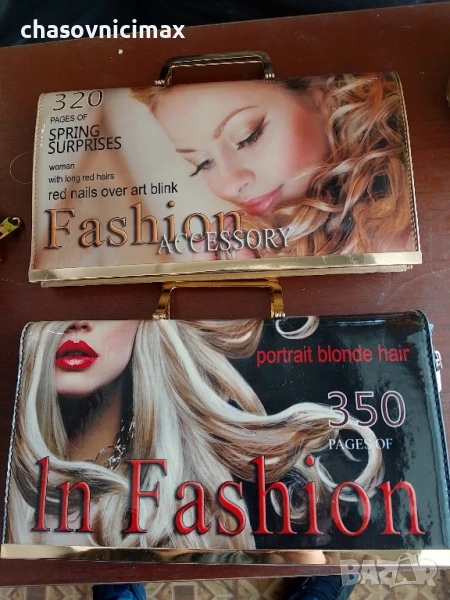 chasovnicimax
320
PAGES OF
SPRING
SURPRISES
woman
with long red hairs
red nails over art blink
Fashion
ACCESSORY
portrait blonde hair
350
PAGES OF
In Fashion
BAZAR